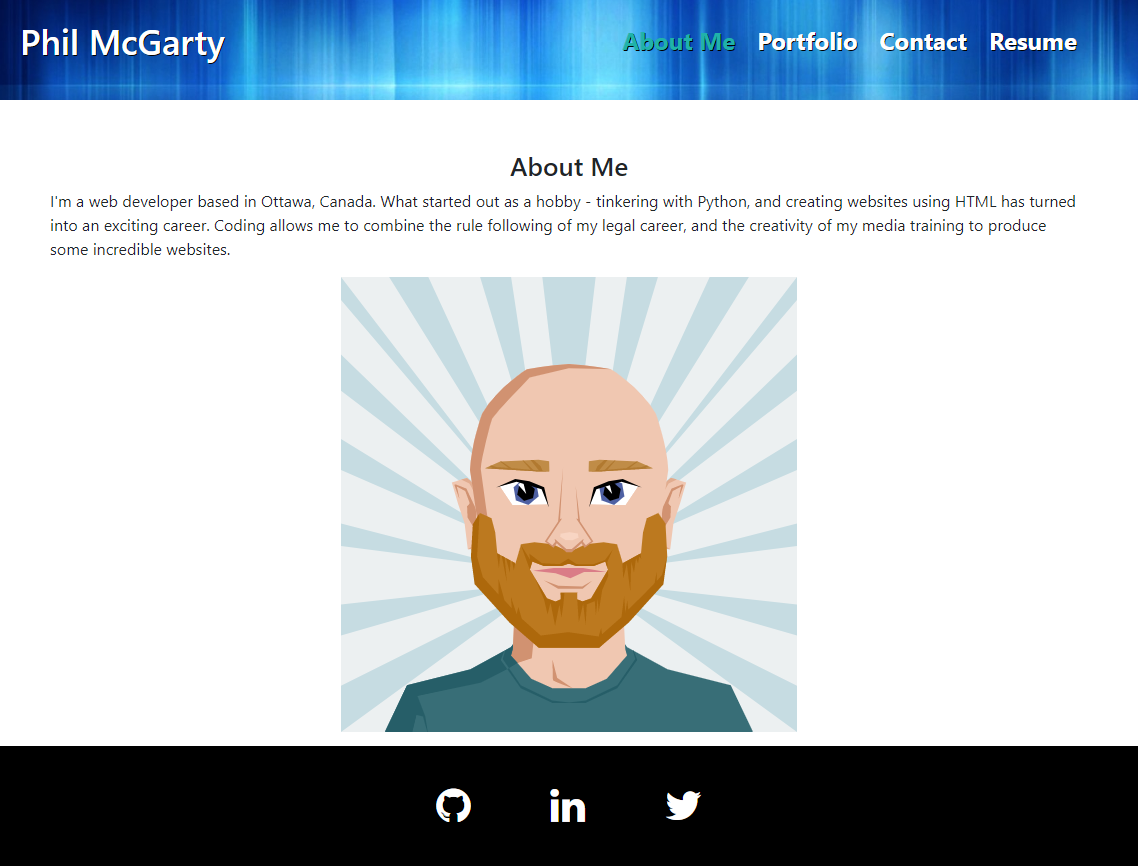 Phil McGarty
About Me Portfolio Contact Resume
About Me
I'm a web developer based in Ottawa, Canada. What started out as a hobby - tinkering with Python, and creating websites using HTML has turned
into an exciting career. Coding allows me to combine the rule following of my legal career, and the creativity of my media training to produce
some incredible websites.
in